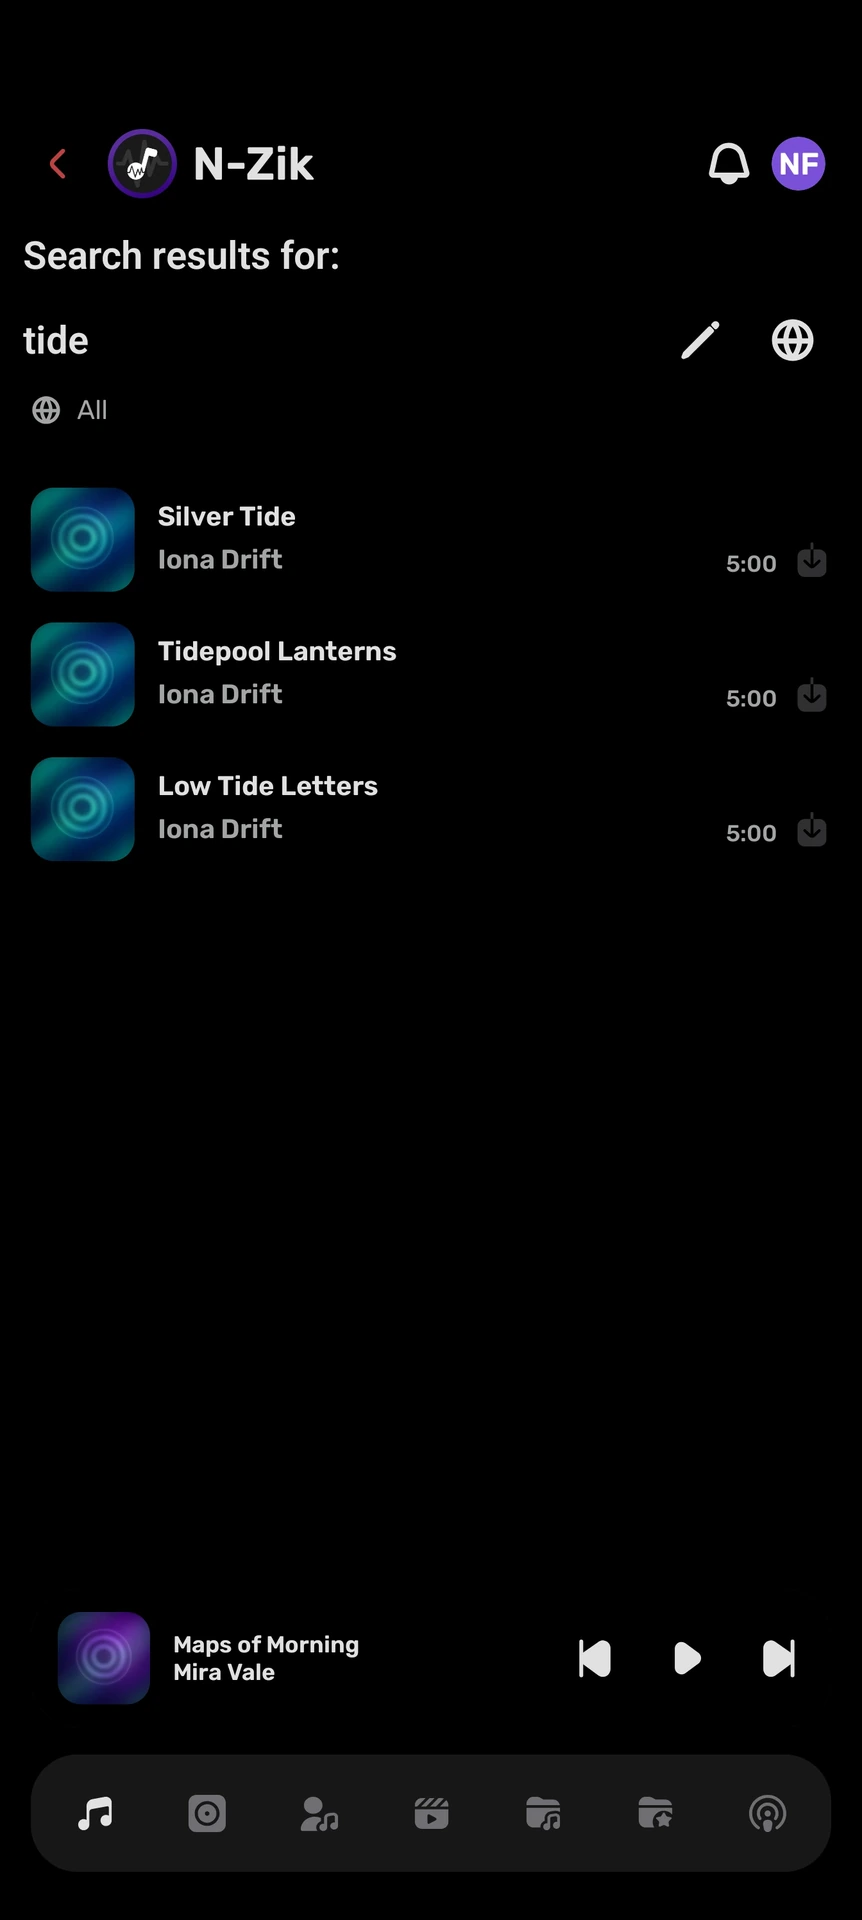 N-Zik
NF
Search results for:
tide
All
Silver Tide
Iona Drift
5:00
Tidepool Lanterns
Iona Drift
5:00
Low Tide Letters
Iona Drift
5:00
Maps of Morning
Mira Vale